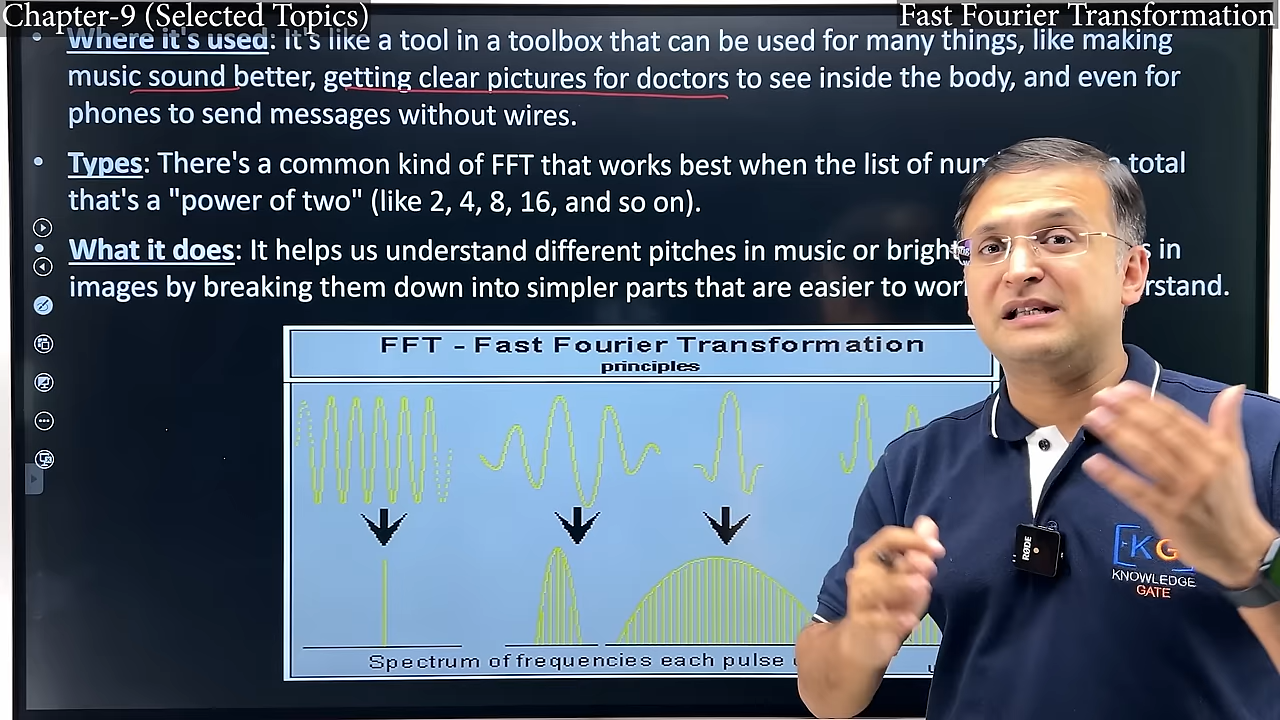 Chapter-9 (Selected Topics)
Fast Fourier Transformation
• Where it's used: It's like a tool in a toolbox that can be used for many things, like making
music sound better, getting clear pictures for doctors to see inside the body, and even for
phones to send messages without wires.
• Types: There's a common kind of FFT that works best when the list of total
that's a "power of two" (like 2, 4, 8, 16, and so on).
• What it does: It helps us understand different pitches in music or in
images by breaking them down into simpler parts that are easier to
FFT - Fast Fourier Transformation
principles
Spectrum of frequencies each pulse
RØDE
KG
KNOWLEDGE
GATE